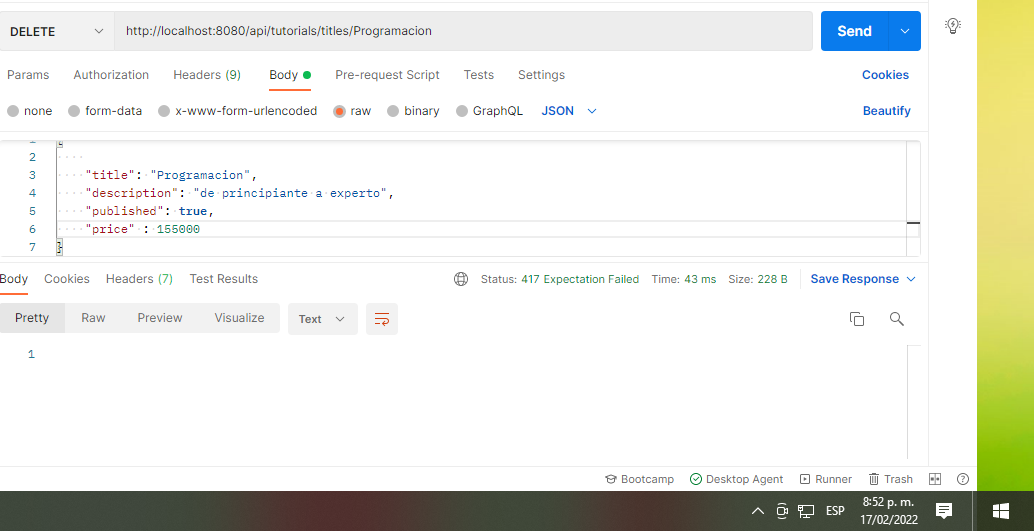 DELETE http://localhost:8080/api/tutorials/titles/Programacion Send
Params Authorization Headers (9) Body Pre-request Script Tests Settings Cookies
none form-data x-www-form-urlencoded raw binary GraphQL JSON Beautify
2
3 "title": "Programacion",
4 "description": "de principiante a experto",
5 "published": true,
6 "price" : 155000
7 }
Body Cookies Headers (7) Test Results Status: 417 Expectation Failed Time: 43 ms Size: 228 B Save Response
Pretty Raw Preview Visualize Text
1
Bootcamp Desktop Agent Runner Trash
ESP 8:52 p. m.
17/02/2022